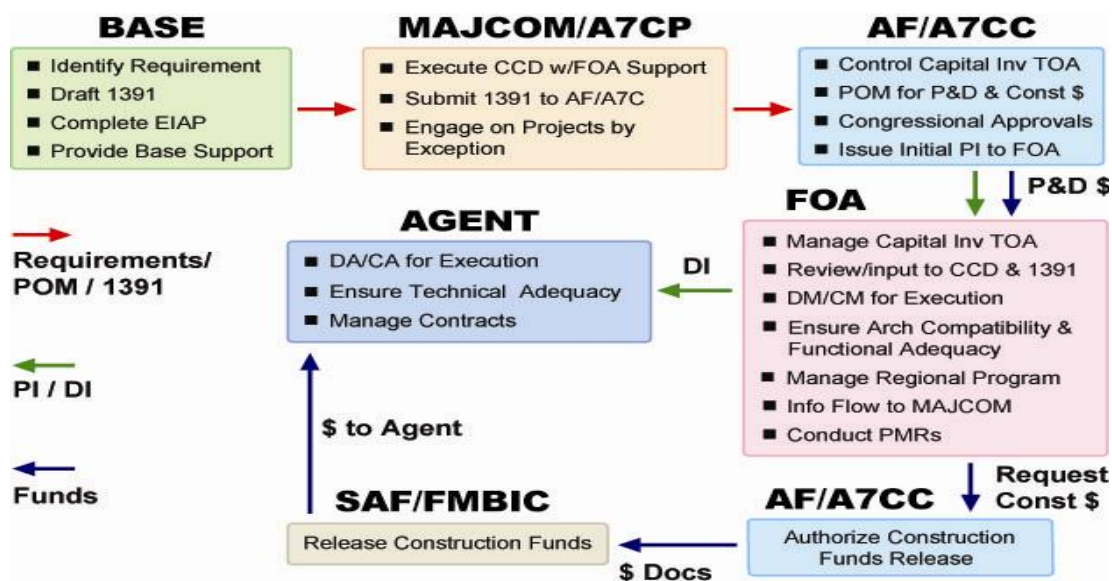 BASE
■ Identify Requirement
■ Draft 1391
■ Complete EIAP
■ Provide Base Support
MAJCOM/A7CP
■ Execute CCD w/FOA Support
■ Submit 1391 to AF/A7C
■ Engage on Projects by
Exception
AF/A7CC
■ Control Capital Inv TOA
■ POM for P&D & Const $
■ Congressional Approvals
■ Issue Initial PI to FOA
P&D $
FOA
■ Manage Capital Inv TOA
■ Review/input to CCD & 1391
■ DM/CM for Execution
■ Ensure Arch Compatibility &
Functional Adequacy
■ Manage Regional Program
■ Info Flow to MAJCOM
■ Conduct PMRs
DI
AGENT
■ DA/CA for Execution
■ Ensure Technical Adequacy
■ Manage Contracts
Requirements/
POM / 1391
PI / DI
Funds
$ to Agent
Request
Const $
AF/A7CC
Authorize Construction
Funds Release
$ Docs
SAF/FMBIC
Release Construction Funds